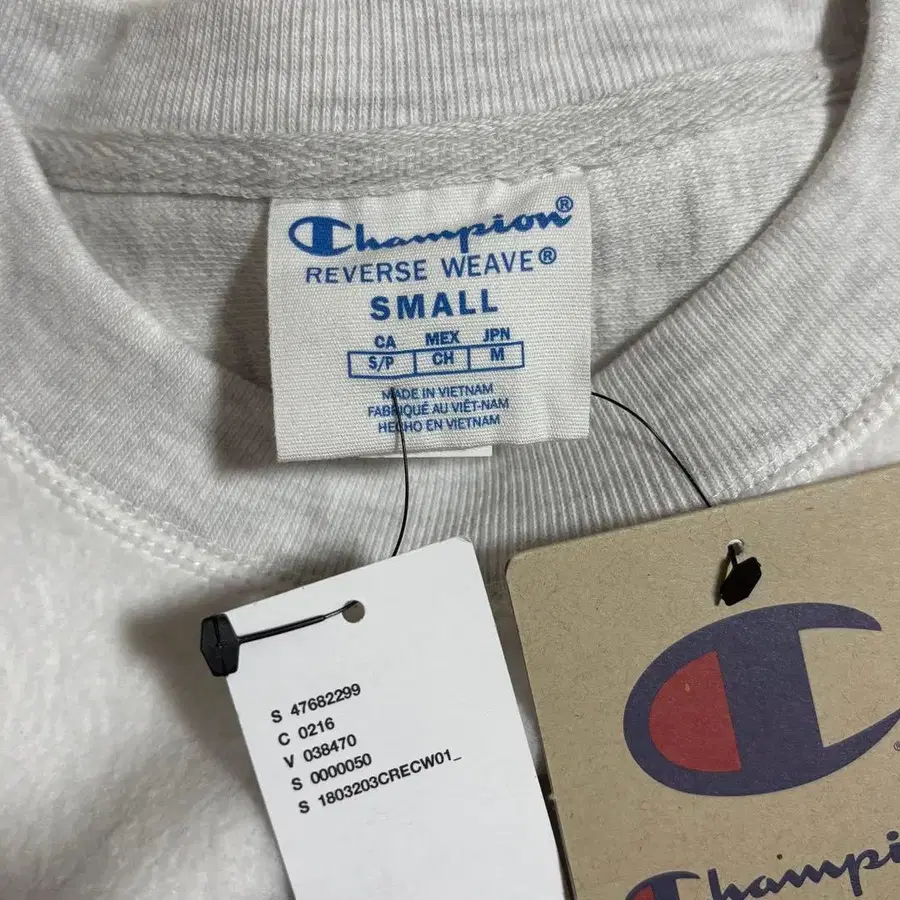 Champion®
REVERSE WEAVE®
SMALL
CA MEX JPN
S/P CH M
MADE IN VIETNAM
FABRIQUÉ AU VIÊT-NAM
HECHO EN VIETNAM
S 47682299
C 0216
V 038470
S 0000050
S 1803203CRECW01_
Champion